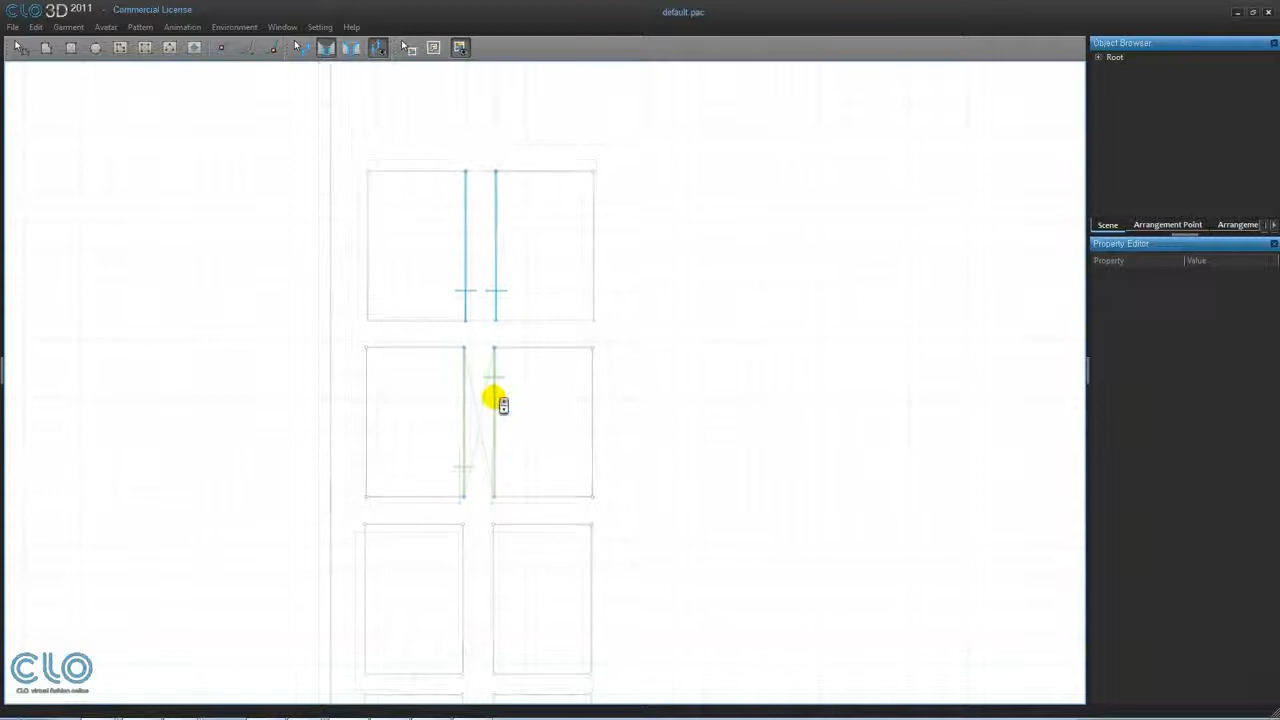 CLO 3D 2011 - Commercial License
default.pac
File Edit Garment Avatar Pattern Animation Environment Window Setting Help
Object Browser
Root
Scene Arrangement Point Arrangeme
Property Editor
Property Value
CLO
CLO virtual fashion online